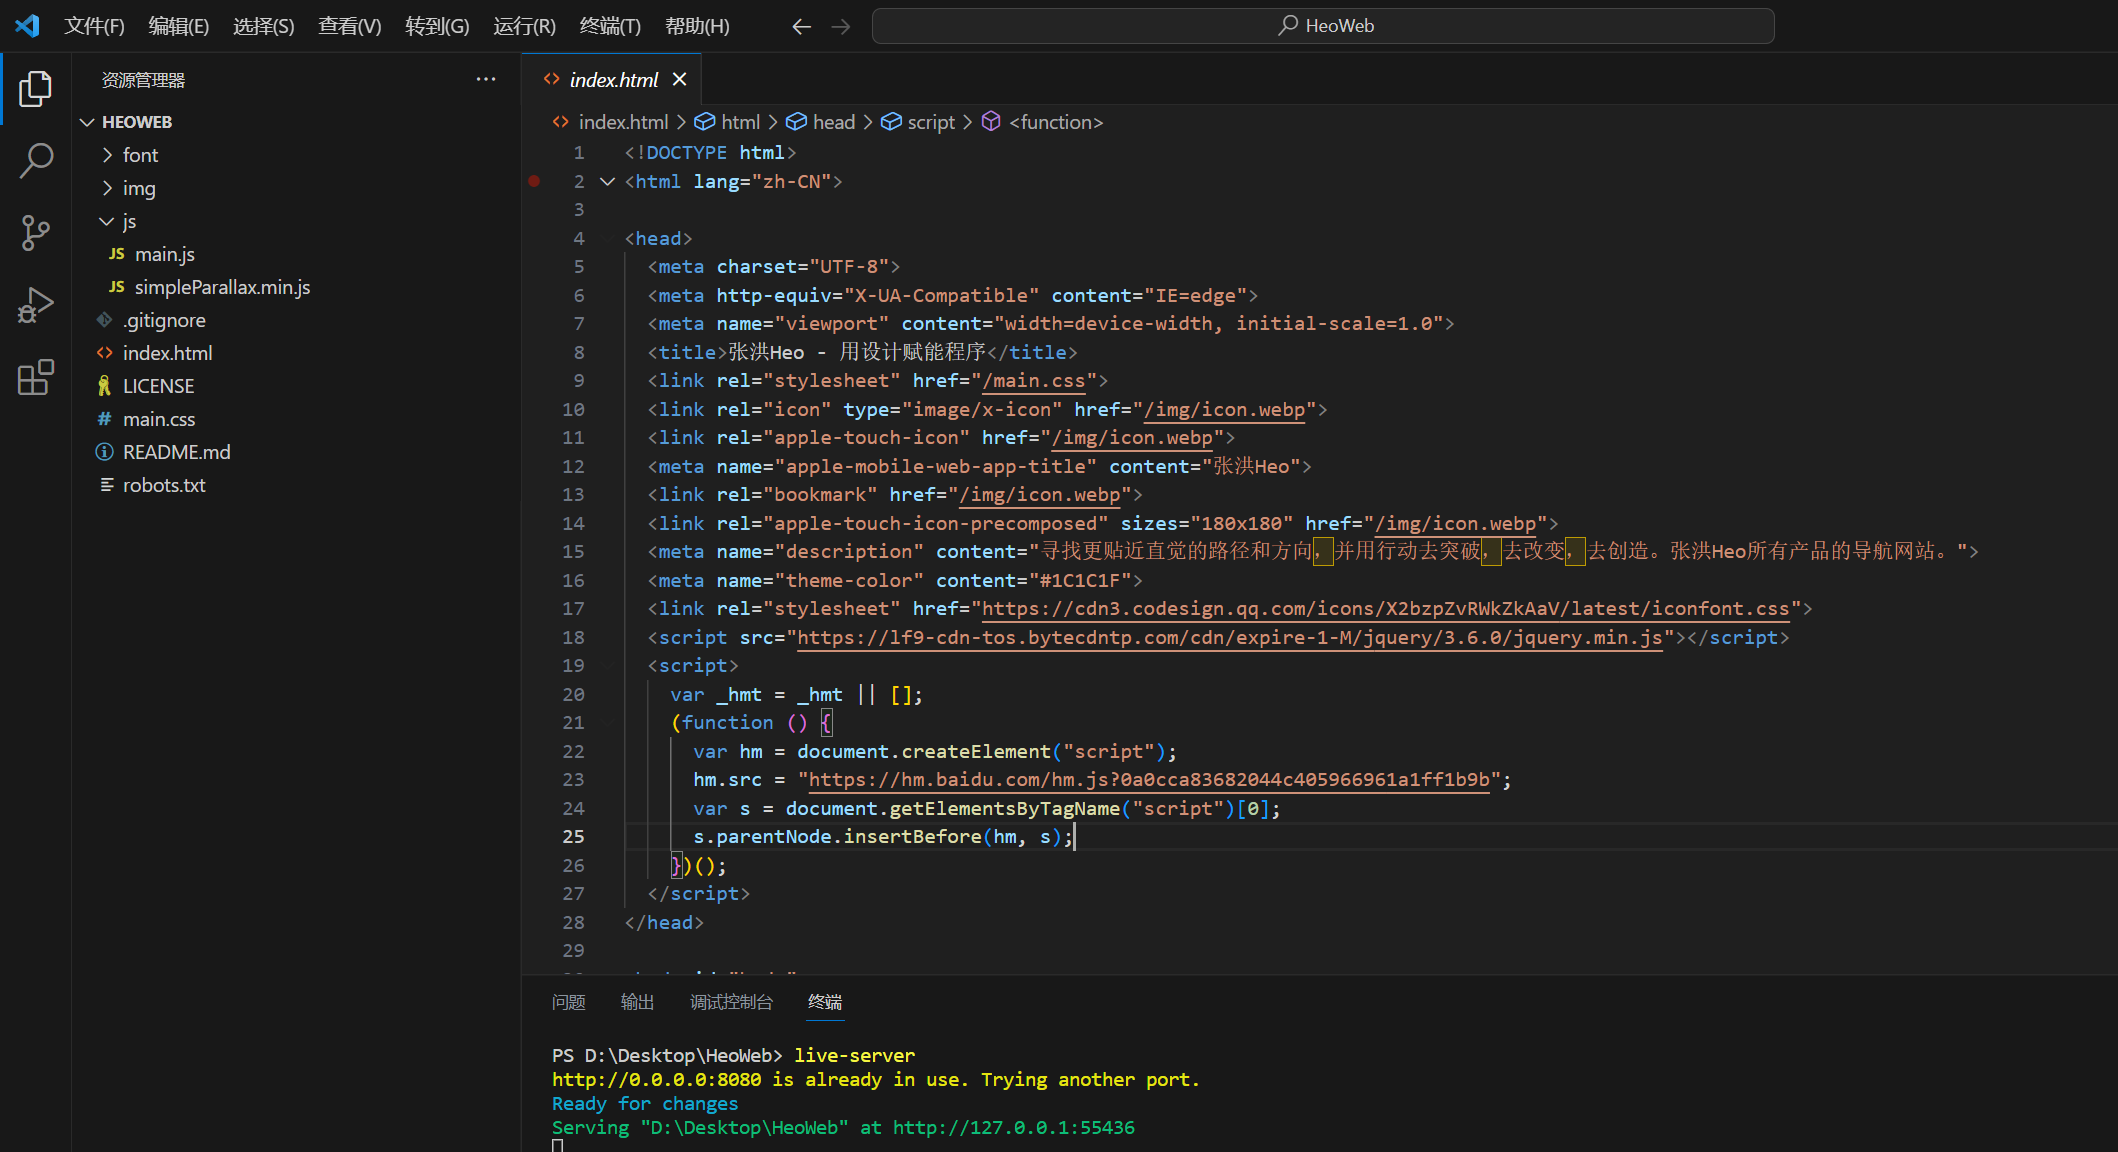 文件(F) 编辑(E) 选择(S) 查看(V) 转到(G) 运行(R) 终端(T) 帮助(H) HeoWeb
资源管理器 ···
HEOWEB
font
img
js
JS main.js
JS simpleParallax.min.js
.gitignore
<> index.html
LICENSE
# main.css
README.md
robots.txt
<> index.html ×
<> index.html > html > head > script > <function>
1 <!DOCTYPE html>
2 <html lang="zh-CN">
3
4 <head>
5 <meta charset="UTF-8">
6 <meta http-equiv="X-UA-Compatible" content="IE=edge">
7 <meta name="viewport" content="width=device-width, initial-scale=1.0">
8 <title>张洪Heo - 用设计赋能程序</title>
9 <link rel="stylesheet" href="/main.css">
10 <link rel="icon" type="image/x-icon" href="/img/icon.webp">
11 <link rel="apple-touch-icon" href="/img/icon.webp">
12 <meta name="apple-mobile-web-app-title" content="张洪Heo">
13 <link rel="bookmark" href="/img/icon.webp">
14 <link rel="apple-touch-icon-precomposed" sizes="180x180" href="/img/icon.webp">
15 <meta name="description" content="寻找更贴近直觉的路径和方向，并用行动去突破，去改变，去创造。张洪Heo所有产品的导航网站。">
16 <meta name="theme-color" content="#1C1C1F">
17 <link rel="stylesheet" href="https://cdn3.codesign.qq.com/icons/X2bzpZvRWkZkAaV/latest/iconfont.css">
18 <script src="https://lf9-cdn-tos.bytecdntp.com/cdn/expire-1-M/jquery/3.6.0/jquery.min.js"></script>
19 <script>
20 var _hmt = _hmt || [];
21 (function () {
22 var hm = document.createElement("script");
23 hm.src = "https://hm.baidu.com/hm.js?0a0cca83682044c405966961a1ff1b9b";
24 var s = document.getElementsByTagName("script")[0];
25 s.parentNode.insertBefore(hm, s);
26 })();
27 </script>
28 </head>
29
问题 输出 调试控制台 终端
PS D:\Desktop\HeoWeb> live-server
http://0.0.0.0:8080 is already in use. Trying another port.
Ready for changes
Serving "D:\Desktop\HeoWeb" at http://127.0.0.1:55436